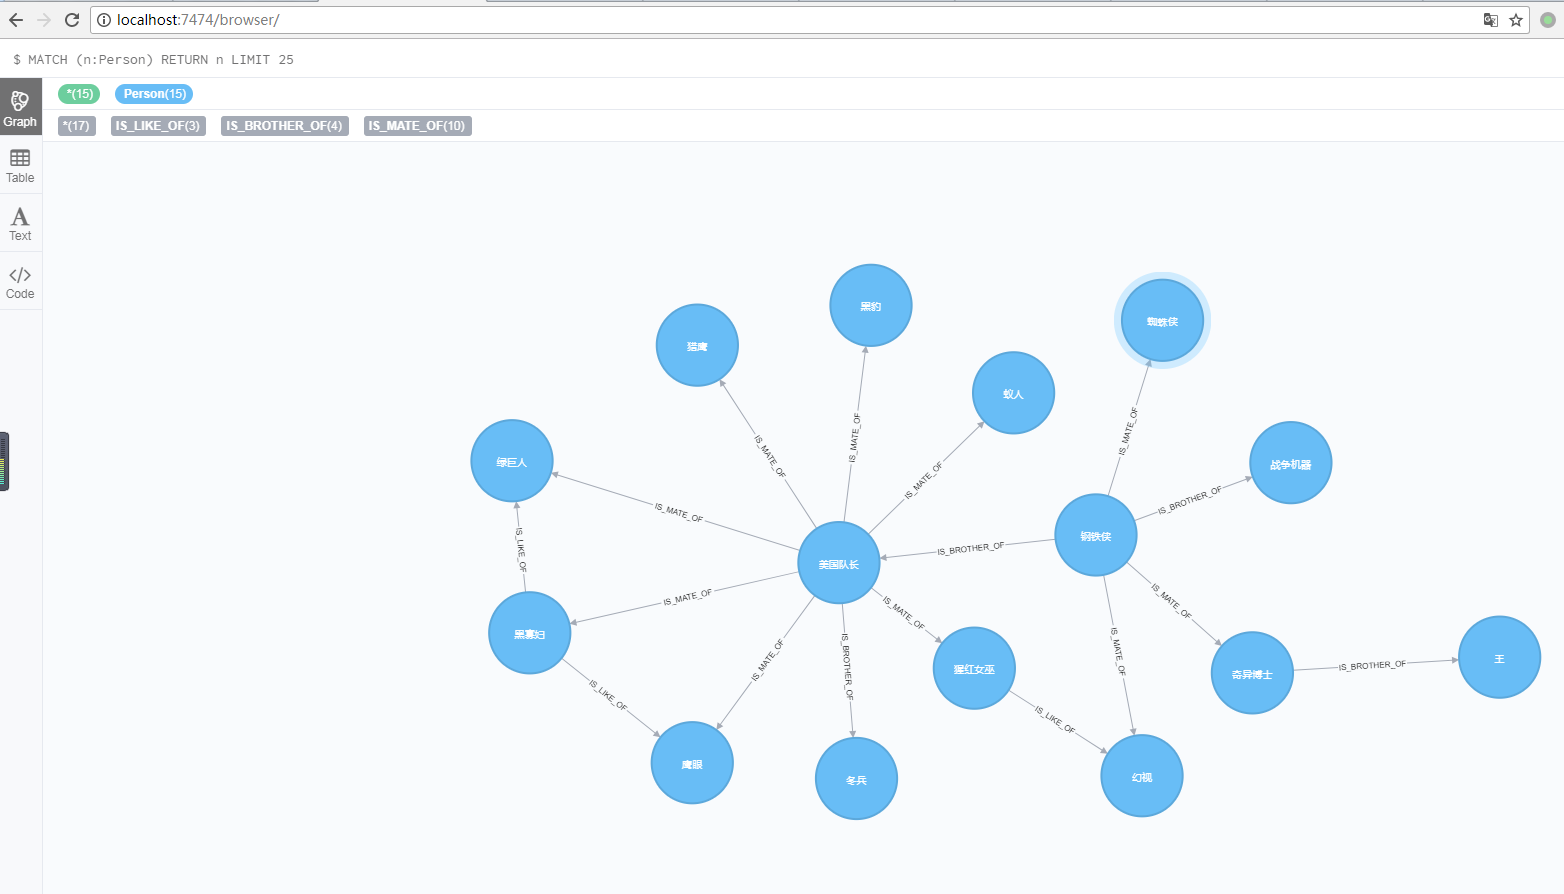 localhost:7474/browser/
$ MATCH (n:Person) RETURN n LIMIT 25
*(15) Person(15)
*(17) IS_LIKE_OF(3) IS_BROTHER_OF(4) IS_MATE_OF(10)
Graph
Table
A
Text
</>
Code
黑豹
蜘蛛侠
猎鹰
蚁人
IS_MATE_OF
IS_MATE_OF
IS_MATE_OF
绿巨人
战争机器
IS_MATE_OF
IS_BROTHER_OF
IS_MATE_OF
钢铁侠
IS_LIKE_OF
IS_BROTHER_OF
美国队长
IS_MATE_OF
IS_MATE_OF
IS_MATE_OF
黑寡妇
IS_MATE_OF
IS_BROTHER_OF
IS_MATE_OF
猩红女巫
奇异博士
IS_BROTHER_OF
王
IS_LIKE_OF
IS_LIKE_OF
鹰眼
冬兵
幻视